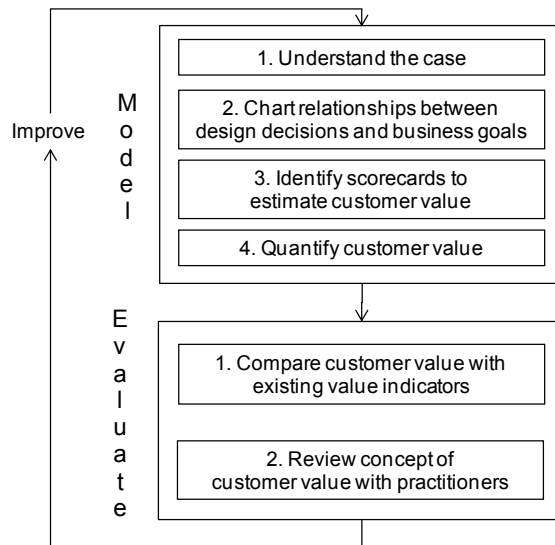 Improve
Model
1. Understand the case
2. Chart relationships between
design decisions and business goals
3. Identify scorecards to
estimate customer value
4. Quantify customer value
Evaluate
1. Compare customer value with
existing value indicators
2. Review concept of
customer value with practitioners